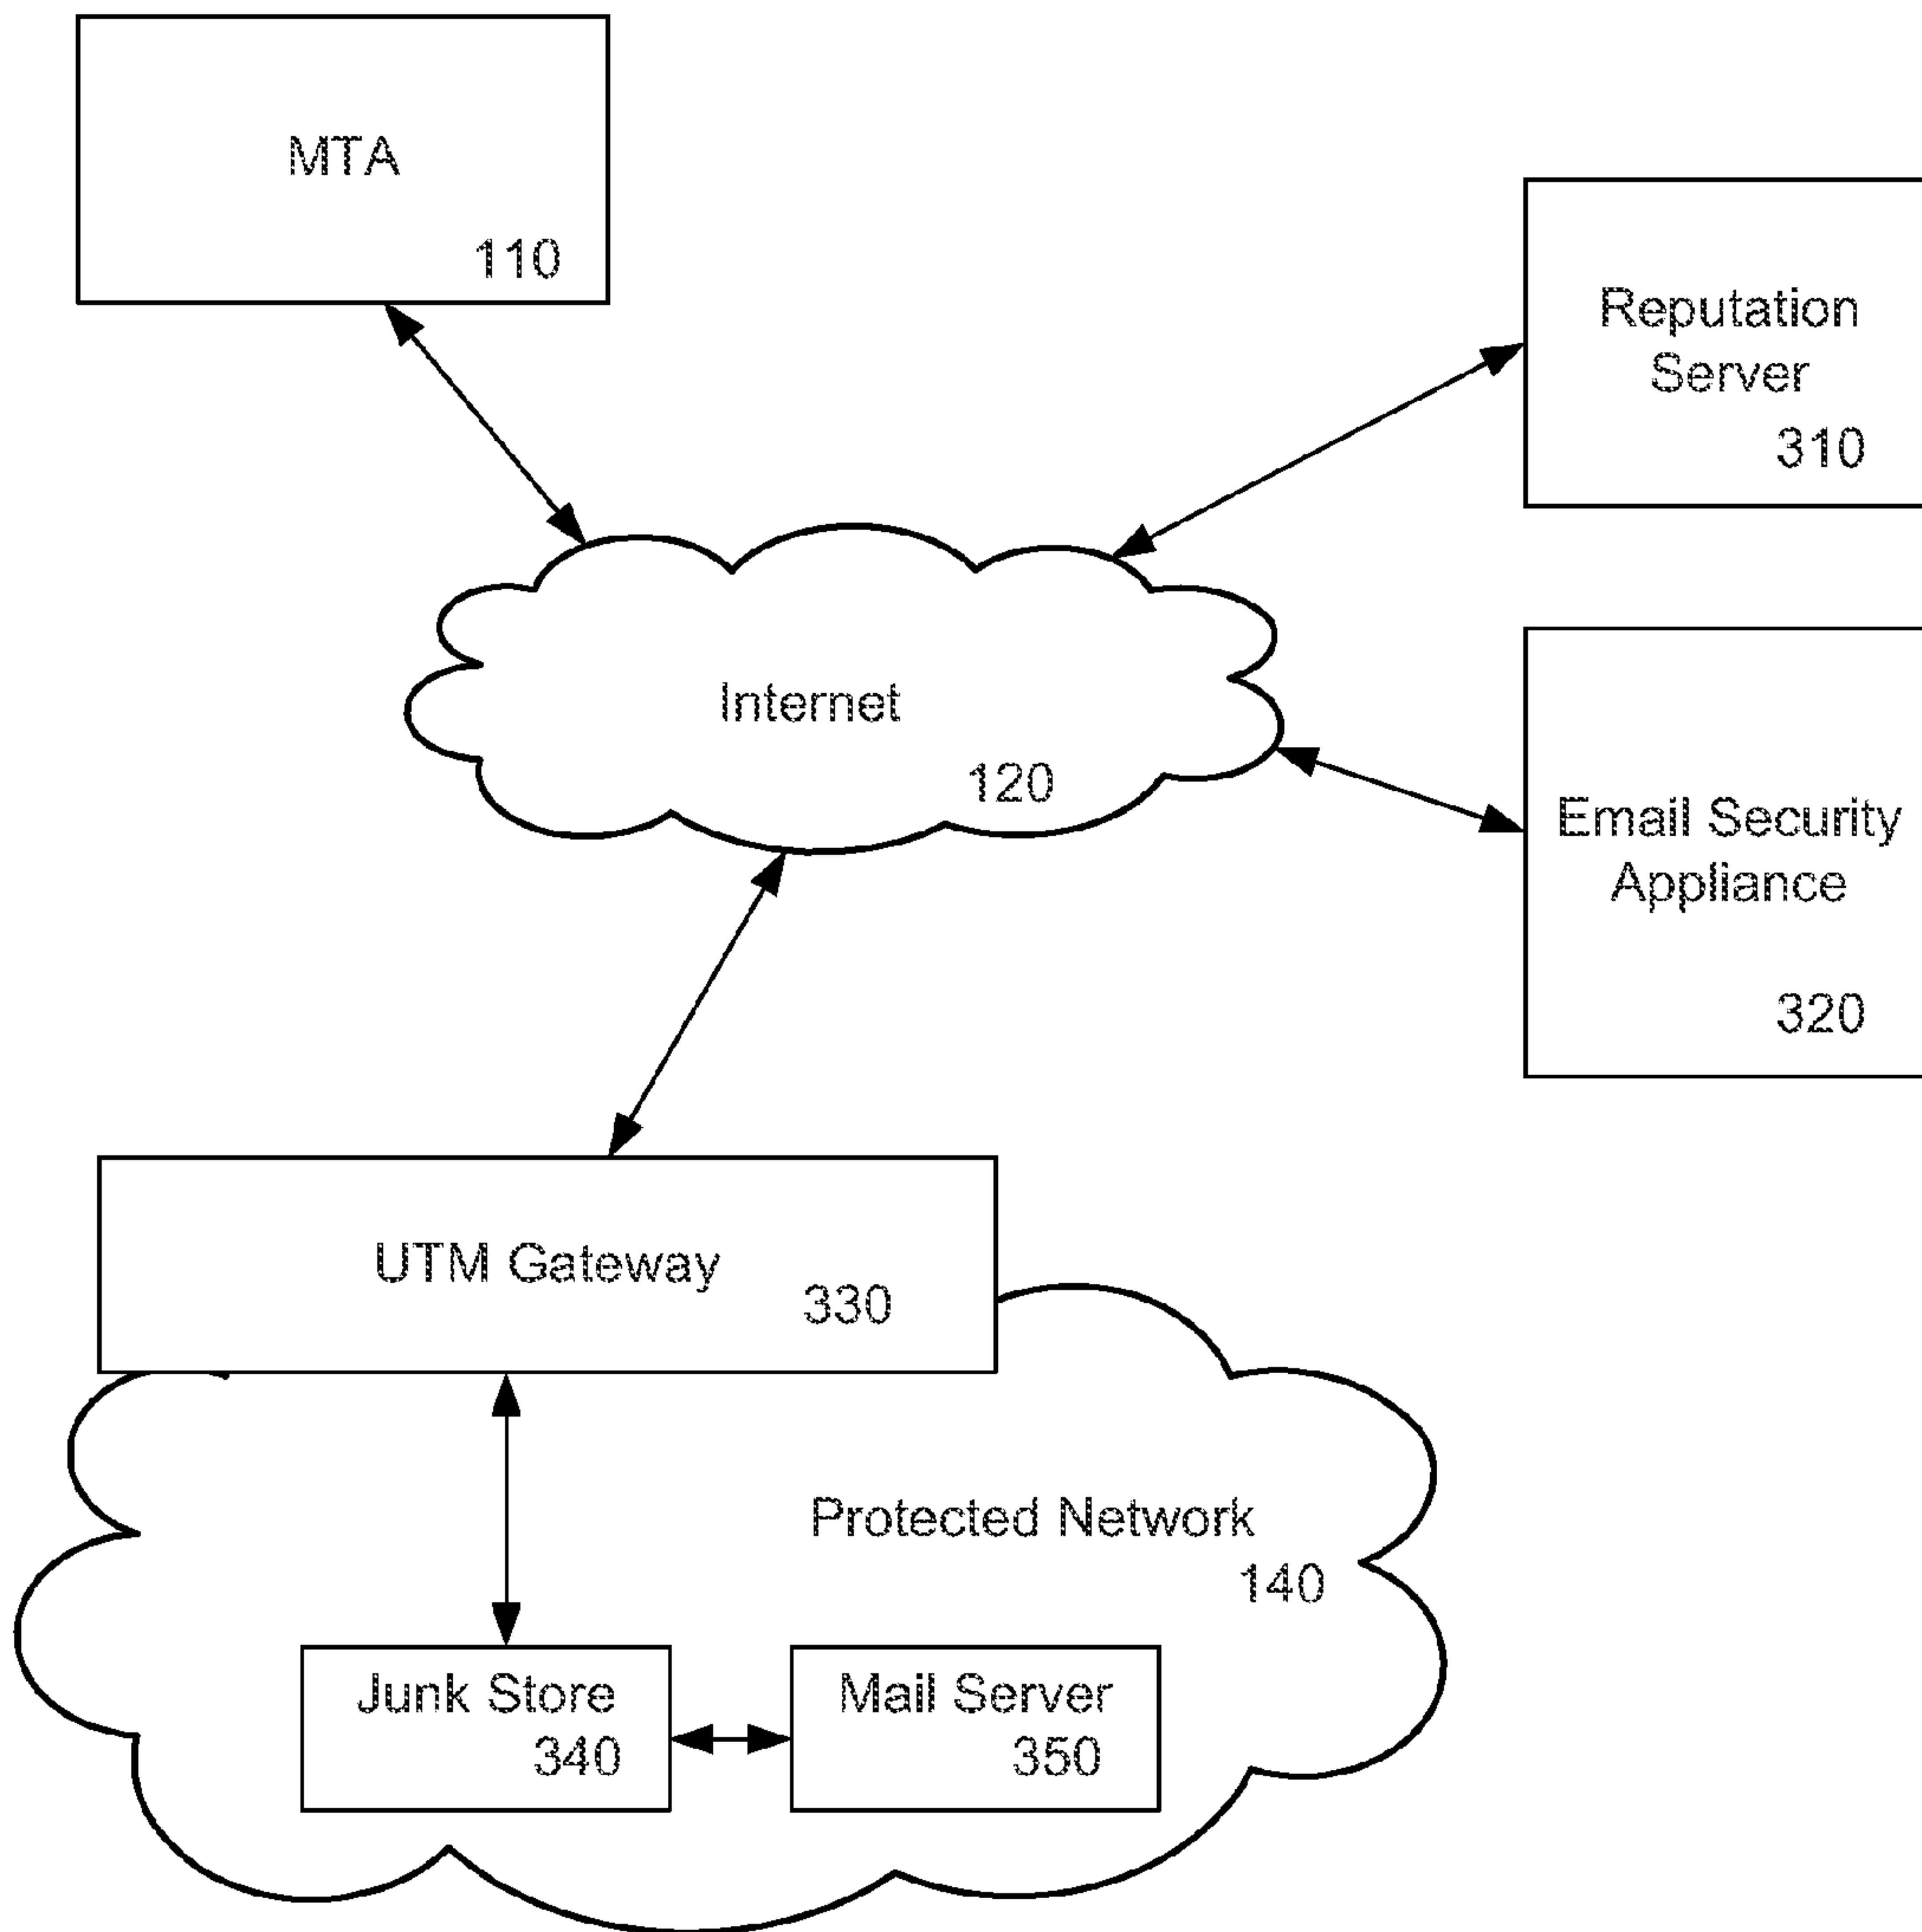 MTA
110
Reputation
Server
310
Internet
120
Email Security
Appliance
320
UTM Gateway
330
Protected Network
140
Junk Store
340
Mail Server
350